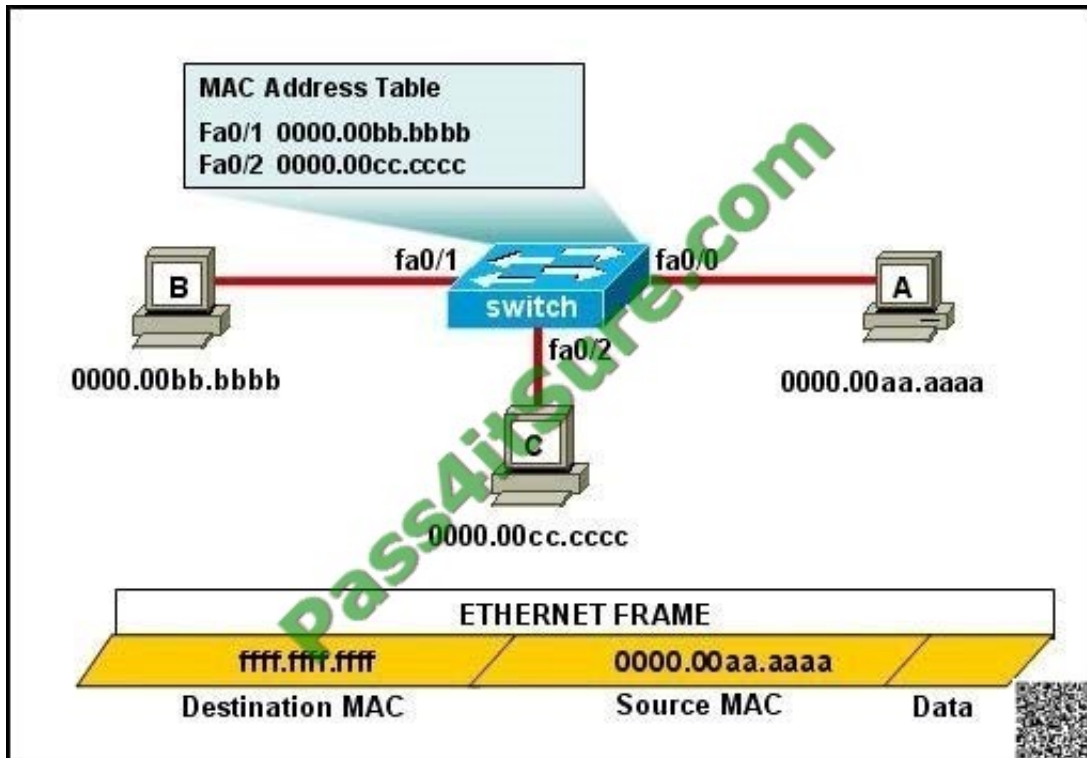 MAC Address Table
Fa0/1 0000.00bb.bbbb
Fa0/2 0000.00cc.cccc
fa0/1
fa0/0
B
switch
A
fa0/2
0000.00bb.bbbb
0000.00aa.aaaa
C
0000.00cc.cccc
Pass4itSure.com
ETHERNET FRAME
ffff.ffff.ffff
0000.00aa.aaaa
Destination MAC
Source MAC
Data